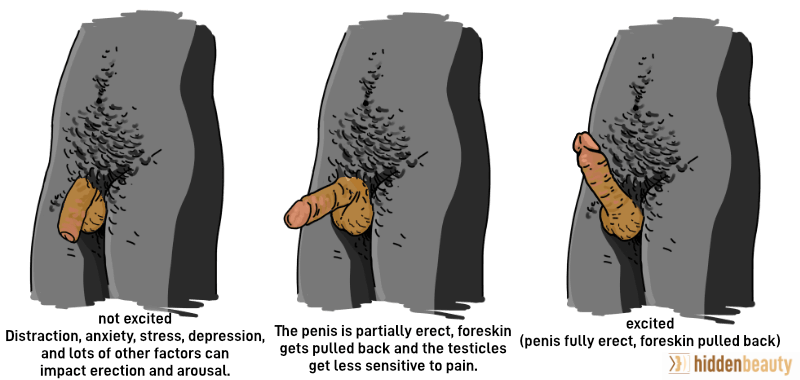 not excited
Distraction, anxiety, stress, depression,
and lots of other factors can
impact erection and arousal.
The penis is partially erect, foreskin
gets pulled back and the testicles
get less sensitive to pain.
excited
(penis fully erect, foreskin pulled back)
hiddenbeauty